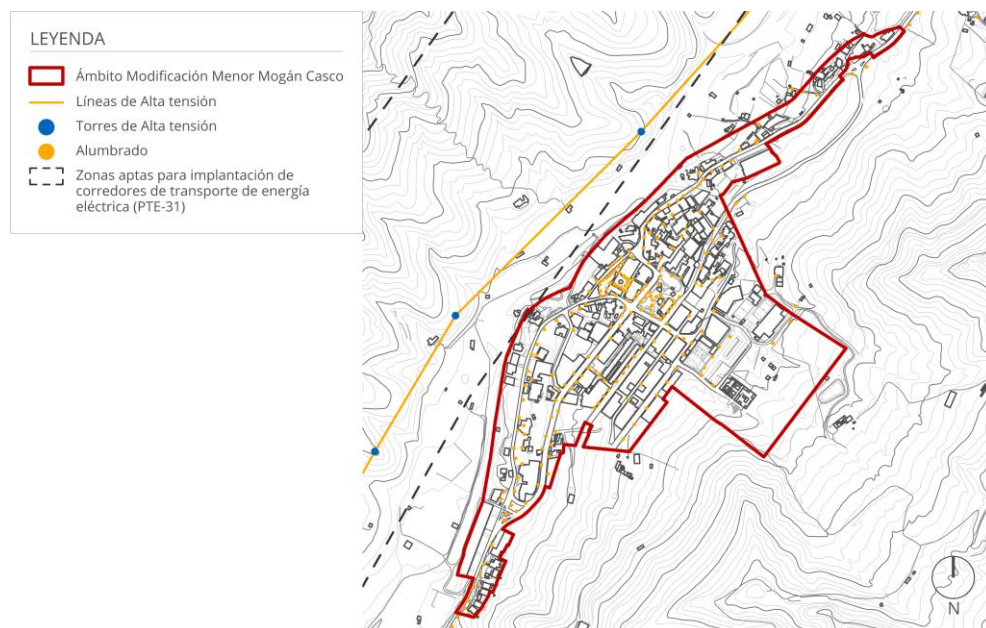 LEYENDA
Ámbito Modificación Menor Mogán Casco
Líneas de Alta tensión
Torres de Alta tensión
Alumbrado
Zonas aptas para implantación de
corredores de transporte de energía
eléctrica (PTE-31)
N